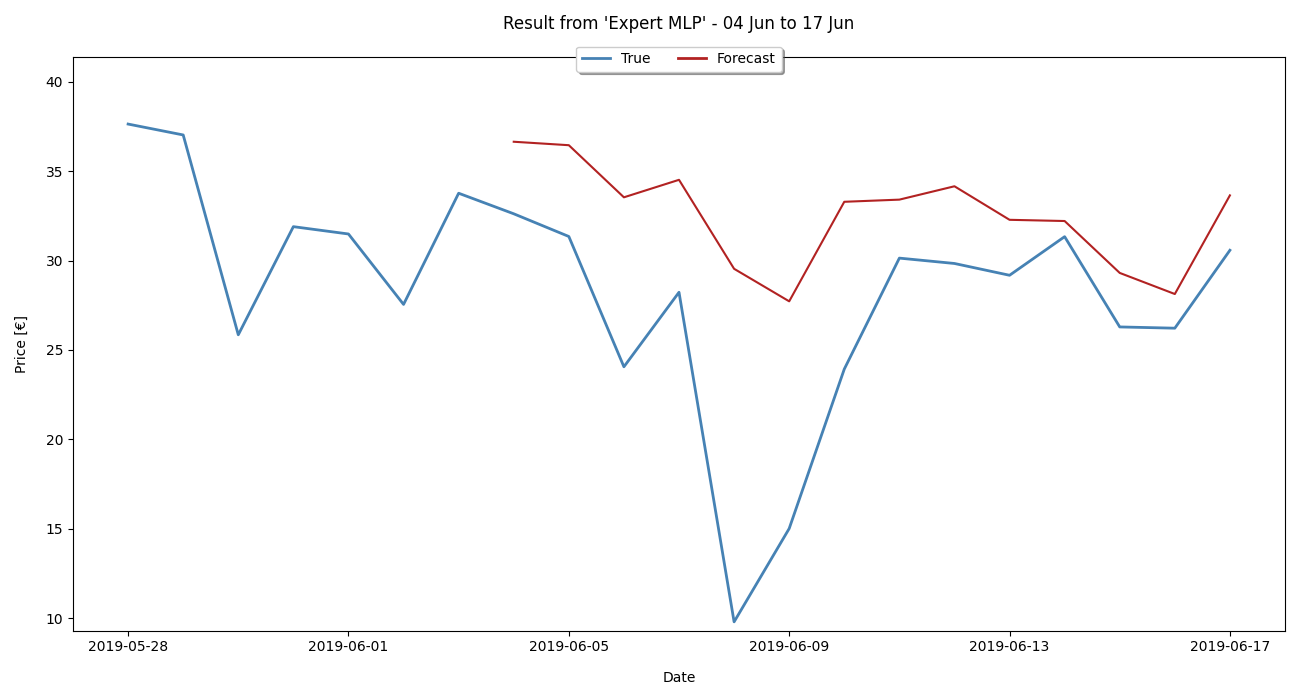 Result from 'Expert MLP' - 04 Jun to 17 Jun
True Forecast
40
35
30
25
20
15
10
Price [€]
2019-05-28 2019-06-01 2019-06-05 2019-06-09 2019-06-13 2019-06-17
Date